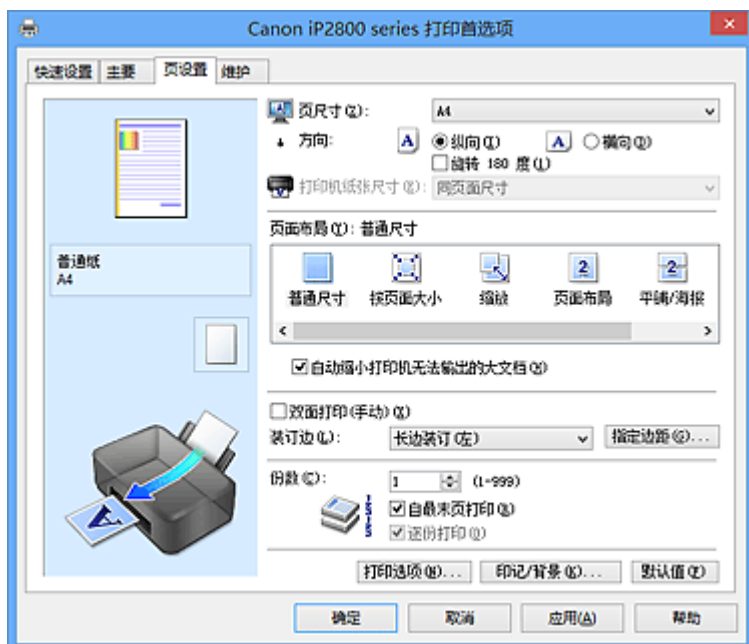 Canon iP2800 series 打印首选项
快速设置 主要 页设置 维护
页尺寸(Z): A4
方向: A 纵向(T) A 横向(D)
旋转 180 度(L)
打印机纸张尺寸 同页面尺寸
页面布局(Y): 普通尺寸
普通纸
A4
2 2
普通尺寸 按页面大小 缩放 页面布局 平铺/海报
自动缩小打印机无法输出的大文档
双面打印(手动)(X)
装订边(L): 长边装订(左) 指定边距(G)...
份数(C): 1 (1-999)
自最末页打印
逐份打印(O)
A
打印选项(N)... 印记/背景 ... 默认值
确定 取消 应用(A) 帮助